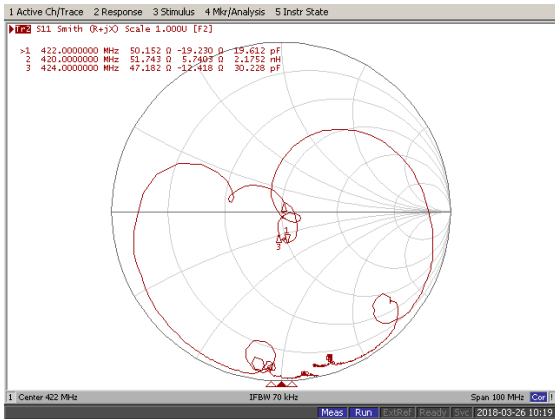 1 Active Ch/Trace 2 Response 3 Stimulus 4 Mkr/Analysis 5 Instr State
Tr2 S11 Smith (R+jX) Scale 1.000U [F2]
>1 422.0000000 MHz 50.152 Ω -19.230 Ω 19.612 pF
2 420.0000000 MHz 51.743 Ω 5.7403 Ω 2.1752 nH
3 424.0000000 MHz 47.182 Ω -12.418 Ω 30.228 pF
1
3
1 Center 422 MHz IFBW 70 kHz Span 100 MHz Cor
Meas Run ExtRef Ready Svc 2018-03-26 10:19